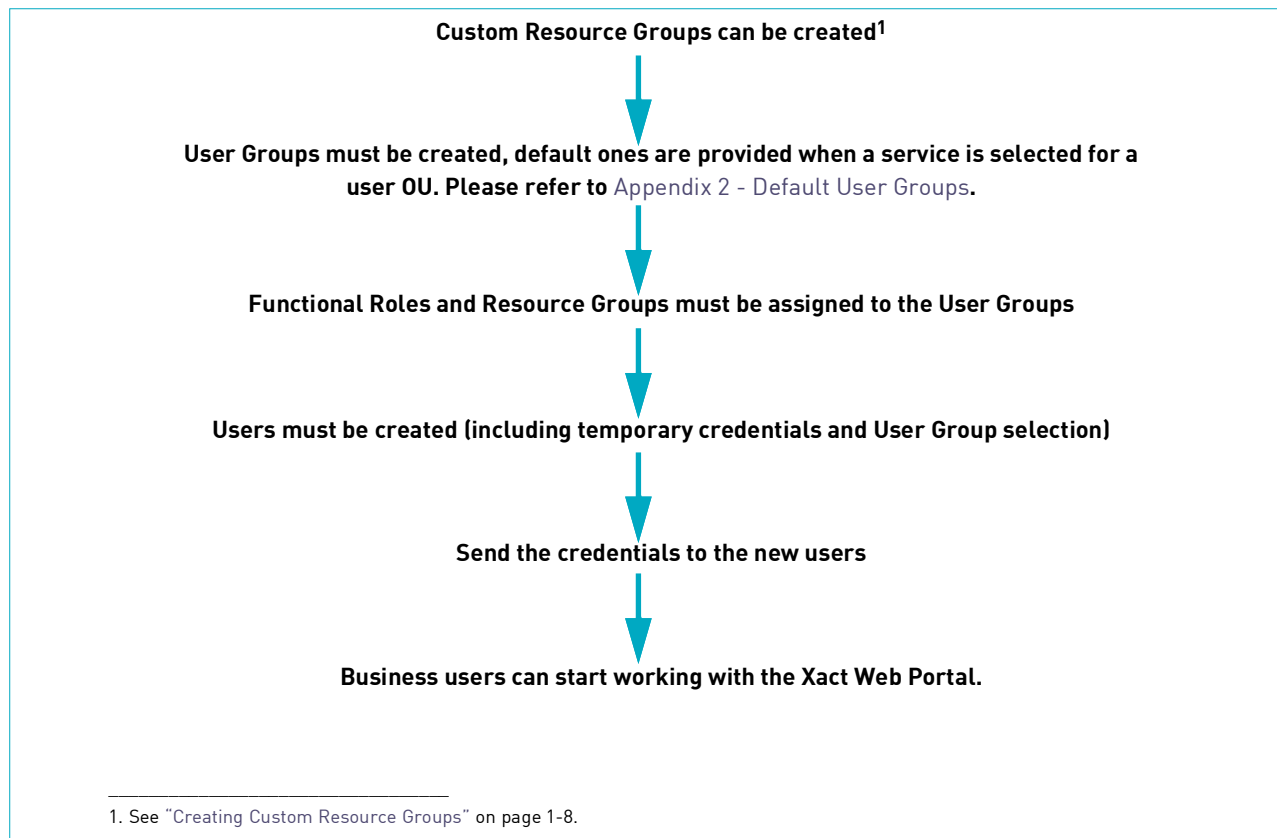 Custom Resource Groups can be created1
User Groups must be created, default ones are provided when a service is selected for a
user OU. Please refer to Appendix 2 - Default User Groups.
Functional Roles and Resource Groups must be assigned to the User Groups
Users must be created (including temporary credentials and User Group selection)
Send the credentials to the new users
Business users can start working with the Xact Web Portal.
1. See "Creating Custom Resource Groups" on page 1-8.